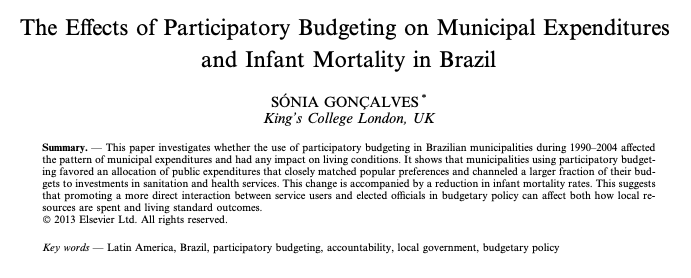 The Effects of Participatory Budgeting on Municipal Expenditures
and Infant Mortality in Brazil
SÓNIA GONÇALVES*
King's College London, UK
Summary. — This paper investigates whether the use of participatory budgeting in Brazilian municipalities during 1990–2004 affected
the pattern of municipal expenditures and had any impact on living conditions. It shows that municipalities using participatory budget-
ing favored an allocation of public expenditures that closely matched popular preferences and channeled a larger fraction of their bud-
gets to investments in sanitation and health services. This change is accompanied by a reduction in infant mortality rates. This suggests
that promoting a more direct interaction between service users and elected officials in budgetary policy can affect both how local re-
sources are spent and living standard outcomes.
© 2013 Elsevier Ltd. All rights reserved.
Key words — Latin America, Brazil, participatory budgeting, accountability, local government, budgetary policy